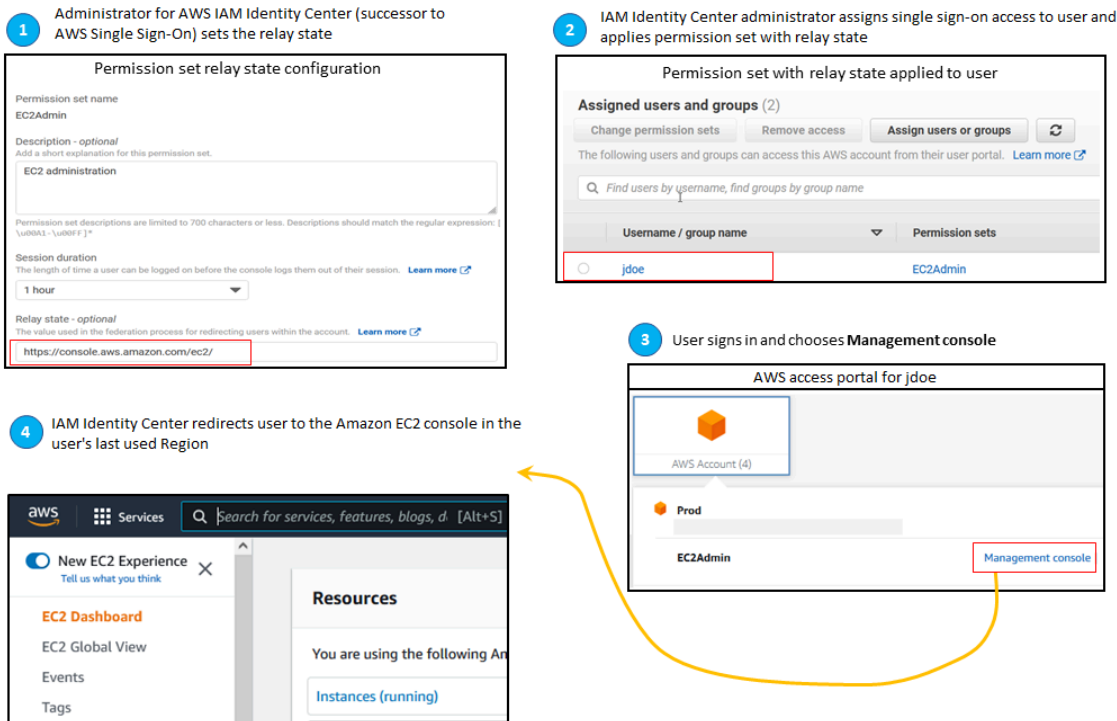 1
Administrator for AWS IAM Identity Center (successor to
AWS Single Sign-On) sets the relay state
Permission set relay state configuration
Permission set name
EC2Admin
Description - optional
Add a short explanation for this permission set.
EC2 administration
Permission set descriptions are limited to 700 characters or less. Descriptions should match the regular expression: [
\u00A1-\u00FF]*
Session duration
The length of time a user can be logged on before the console logs them out of their session. Learn more
1 hour
Relay state - optional
The value used in the federation process for redirecting users within the account. Learn more
https://console.aws.amazon.com/ec2/
2
IAM Identity Center administrator assigns single sign-on access to user and
applies permission set with relay state
Permission set with relay state applied to user
Assigned users and groups (2)
Change permission sets Remove access Assign users or groups
The following users and groups can access this AWS account from their user portal. Learn more
Find users by username, find groups by group name
Username / group name Permission sets
jdoe EC2Admin
3
User signs in and chooses Management console
AWS access portal for jdoe
AWS Account (4)
Prod
EC2Admin Management console
4
IAM Identity Center redirects user to the Amazon EC2 console in the
user's last used Region
aws Services Search for services, features, blogs, d [Alt+S]
New EC2 Experience
Tell us what you think
EC2 Dashboard
EC2 Global View
Events
Tags
Resources
You are using the following Am
Instances (running)